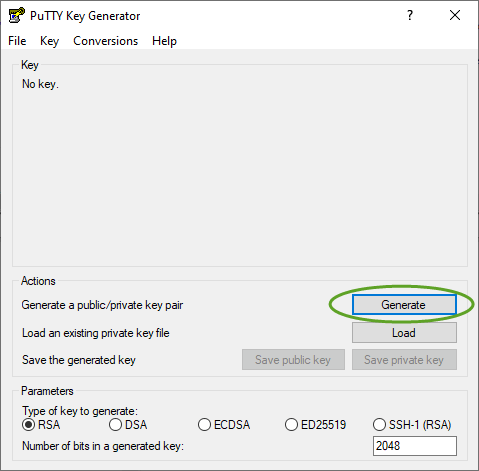 PuTTY Key Generator ? ×
File Key Conversions Help
Key
No key.
Actions
Generate a public/private key pair Generate
Load an existing private key file Load
Save the generated key Save public key Save private key
Parameters
Type of key to generate:
RSA DSA ECDSA ED25519 SSH-1 (RSA)
Number of bits in a generated key: 2048